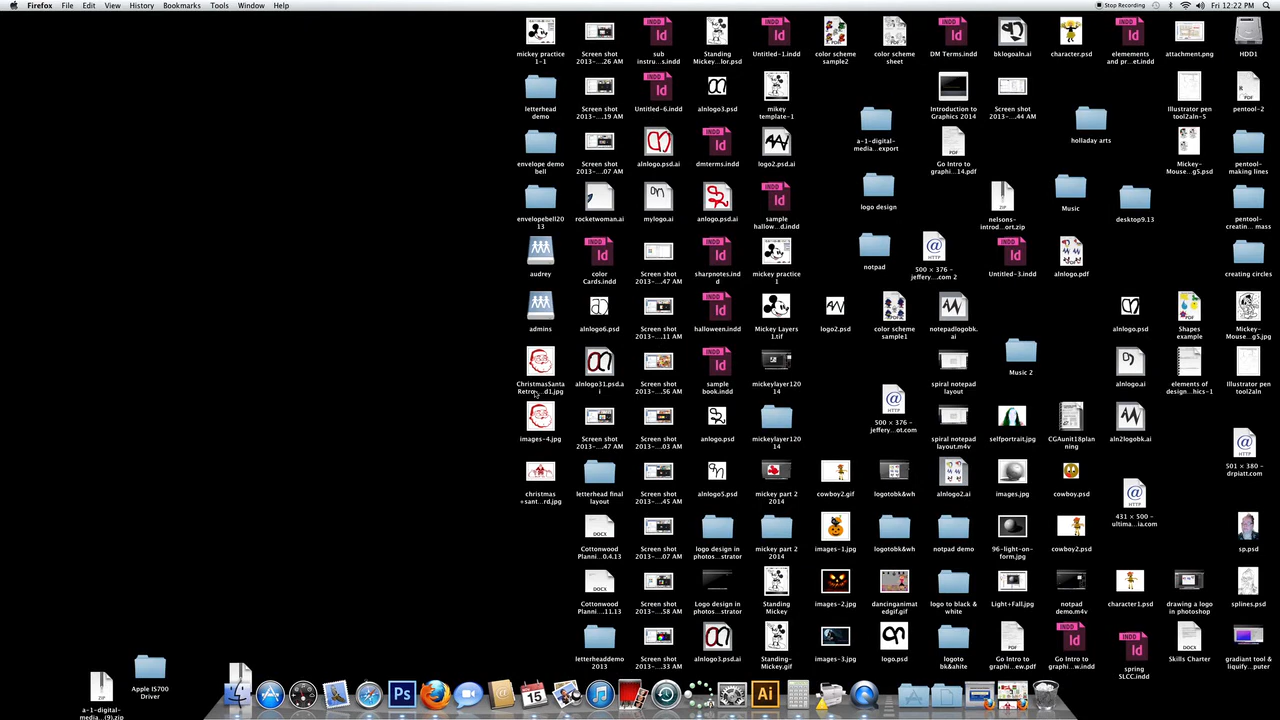 Firefox File Edit View History Bookmarks Tools Window Help
Stop Recording Fri 12:22 PM
mickey practice 1-1
Screen shot 2013-....26 AM
sub instru...s.indd
Standing Mickey...lor.psd
Untitled-1.indd
color scheme sample2
color scheme sheet
DM Terms.indd
bklogoaln.ai
character.psd
elemements and pr...et.indd
attachment.png
HDD1
letterhead demo
Screen shot 2013-....19 AM
Untitled-6.indd
alnlogo3.psd
mikey template-1
Introduction to Graphics 2014
Screen shot 2013-....44 AM
Illustrator pen tool2aln-5
pentool-2
a-1-digital-media...export
holladay arts
envelope demo bell
Screen shot 2013-....07 AM
alnlogo.psd.ai
dmterms.indd
logo2.psd.ai
Go Intro to graphi...14.pdf
Mickey-Mouse...g5.psd
pentool-making lines
logo design
envelopebell2013
rocketwoman.ai
mylogo.ai
anlogo.psd.ai
sample hallow...d.indd
nelsons-introd...ort.zip
Music
desktop9.13
pentool-creatin... mass
notpad
500 × 376 - jeffery....com 2
audrey
color Cards.indd
Screen shot 2013-....47 AM
sharpnotes.indd
mickey practice 1
Untitled-3.indd
alnlogo.pdf
creating circles
admins
alnlogo6.psd
Screen shot 2013-....11 AM
halloween.indd
Mickey Layers 1.tif
logo2.psd
color scheme sample1
notepadlogobk.ai
alnlogo.psd
Shapes example
Mickey-Mouse...g5.jpg
Music 2
ChristmasSanta Retro...d1.jpg
alnlogo31.psd.ai
Screen shot 2013-....56 AM
sample book.indd
mickeylayer12014
spiral notepad layout
alnlogo.ai
elements of design...hics-1
Illustrator pen tool2aln
500 × 376 - jeffery...ot.com
images-4.jpg
Screen shot 2013-....47 AM
Screen shot 2013-....03 AM
anlogo.psd
mickeylayer12014
spiral notepad layout.m4v
selfportrait.jpg
CGAunit18planning
aln2logobk.ai
501 × 380 - drpiatt.com
christmas +sant...rd.jpg
letterhead final layout
Screen shot 2013-....45 AM
alnlogo5.psd
mickey part 2 2014
cowboy2.gif
logotobk&wh
alnlogo2.ai
images.jpg
cowboy.psd
431 × 500 - ultima...ia.com
Cottonwood Planni...0.4.13
Screen shot 2013-....07 AM
logo design in photos...strator
mickey part 2 2014
images-1.jpg
logotobk&wh
notpad demo
96-light-on-form.jpg
cowboy2.psd
sp.psd
Cottonwood Planni...11.13
Screen shot 2013-....58 AM
Logo design in photos...strator
Standing Mickey
images-2.jpg
dancinganimatedgif.gif
logo to black & white
Light+Fall.jpg
notpad demo.m4v
character1.psd
drawing a logo in photoshop
splines.psd
letterheaddemo 2013
Screen shot 2013-....33 AM
alnlogo3.psd.ai
Standing-Mickey.gif
images-3.jpg
logo.psd
logoto bk&ahite
Go Intro to graphi...ew.pdf
Go Intro to graphi...w.indd
spring SLCC.indd
Skills Charter
gradiant tool & liquify...puter
Apple IS700 Driver
a-1-digital-media...(9).zip